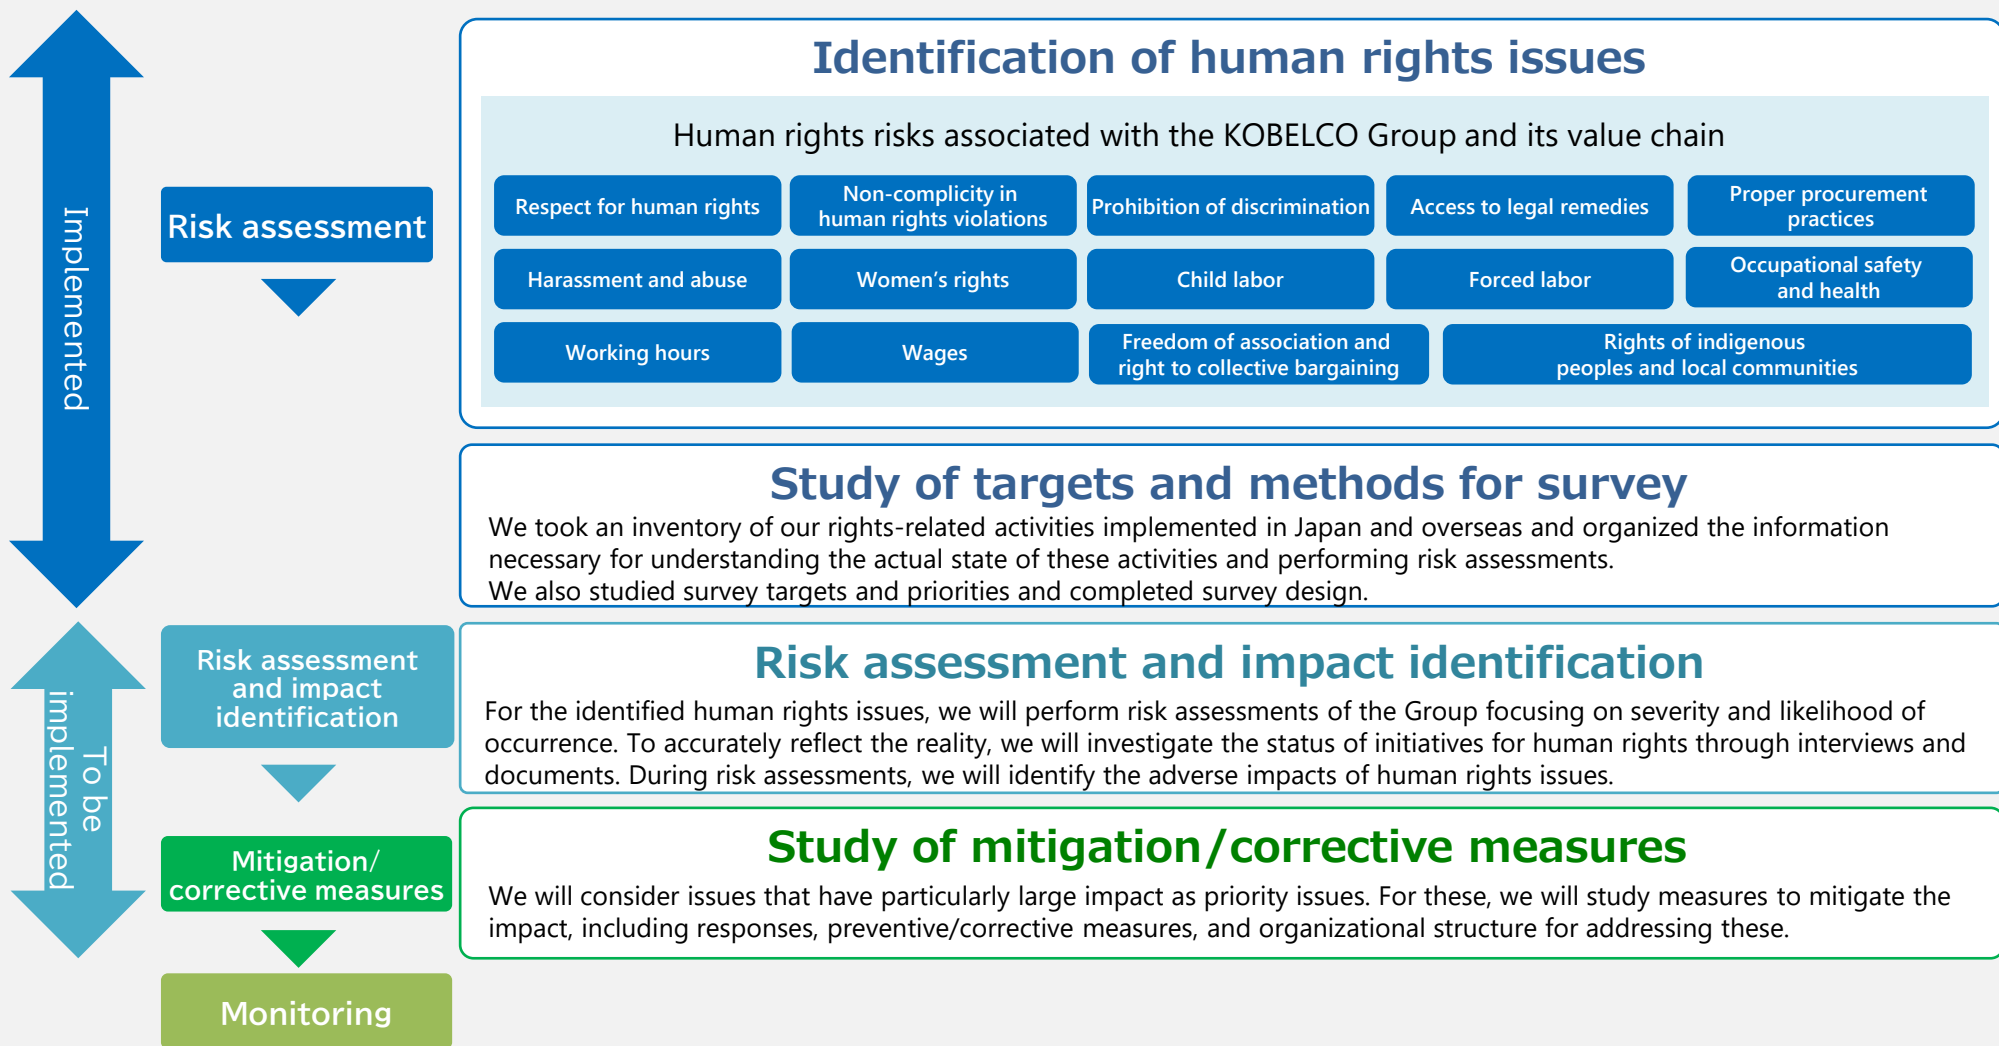 Implemented
Risk assessment
Identification of human rights issues
Human rights risks associated with the KOBELCO Group and its value chain
Respect for human rights
Non-complicity in
human rights violations
Prohibition of discrimination
Access to legal remedies
Proper procurement
practices
Harassment and abuse
Women's rights
Child labor
Forced labor
Occupational safety
and health
Working hours
Wages
Freedom of association and
right to collective bargaining
Rights of indigenous
peoples and local communities
Study of targets and methods for survey
We took an inventory of our rights-related activities implemented in Japan and overseas and organized the information
necessary for understanding the actual state of these activities and performing risk assessments.
We also studied survey targets and priorities and completed survey design.
To be
implemented
Risk assessment
and impact
identification
Risk assessment and impact identification
For the identified human rights issues, we will perform risk assessments of the Group focusing on severity and likelihood of
occurrence. To accurately reflect the reality, we will investigate the status of initiatives for human rights through interviews and
documents. During risk assessments, we will identify the adverse impacts of human rights issues.
Mitigation/
corrective measures
Study of mitigation/corrective measures
We will consider issues that have particularly large impact as priority issues. For these, we will study measures to mitigate the
impact, including responses, preventive/corrective measures, and organizational structure for addressing these.
Monitoring